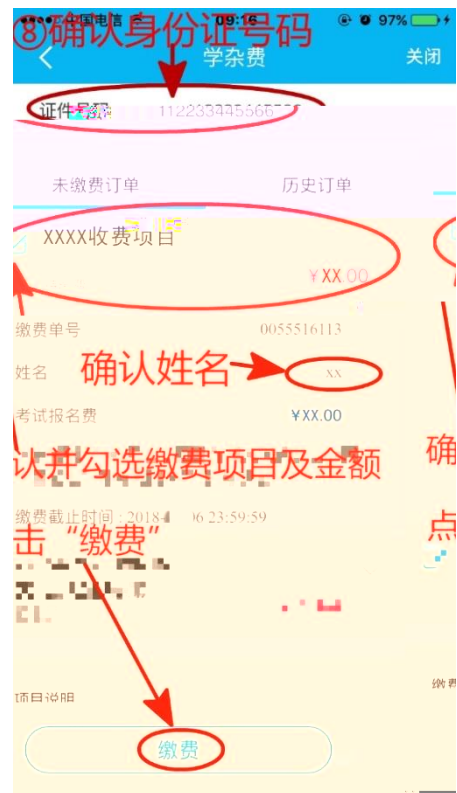 中国电信 09:16 97%
⑧确认身份证号码
学杂费 关闭
证件号码 112233445566
未缴费订单 历史订单
XXXX收费项目
¥XX.00
缴费单号 0055516113
姓名 xx
确认姓名
考试报名费 ¥XX.00
认并勾选缴费项目及金额
确
缴费截止时间:2018- 06 23:59:59
击“缴费”
点
缴费
项目说明
缴费